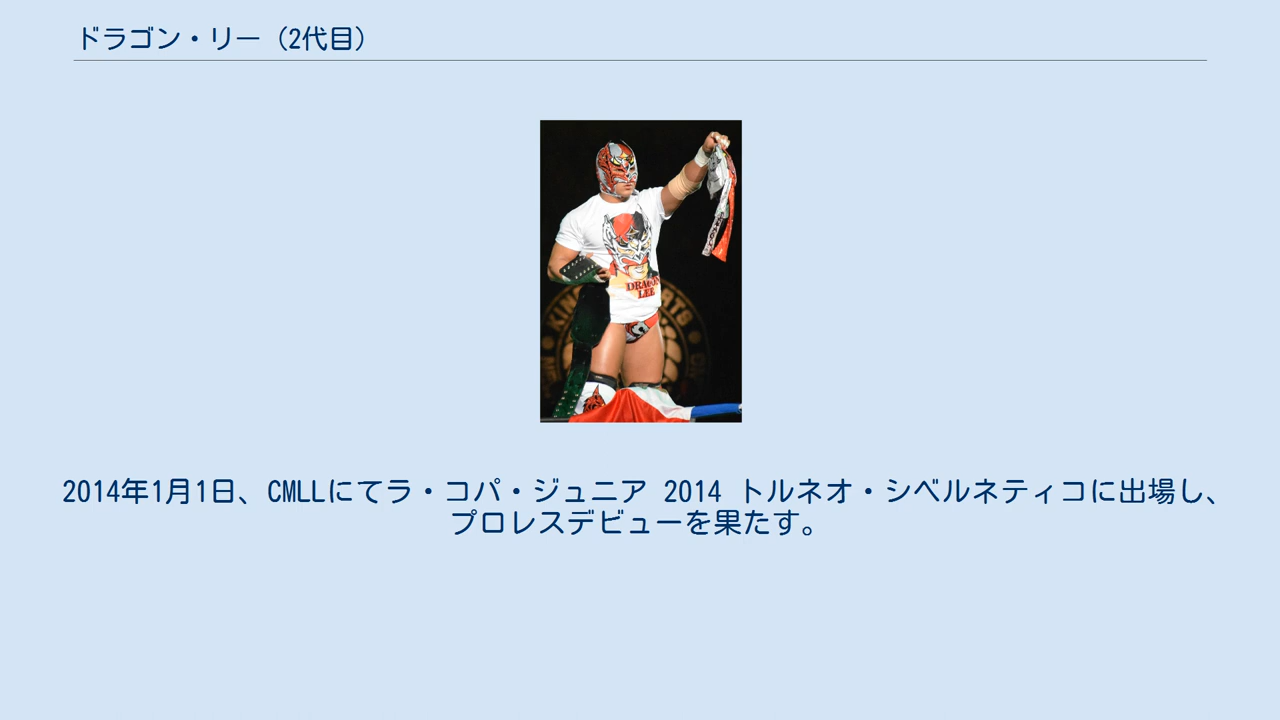 ドラゴン・リー（2代目）
DRAGON
LEE
2014年1月1日、CMLLにてラ・コパ・ジュニア 2014 トルネオ・シベルネティコに出場し、
プロレスデビューを果たす。